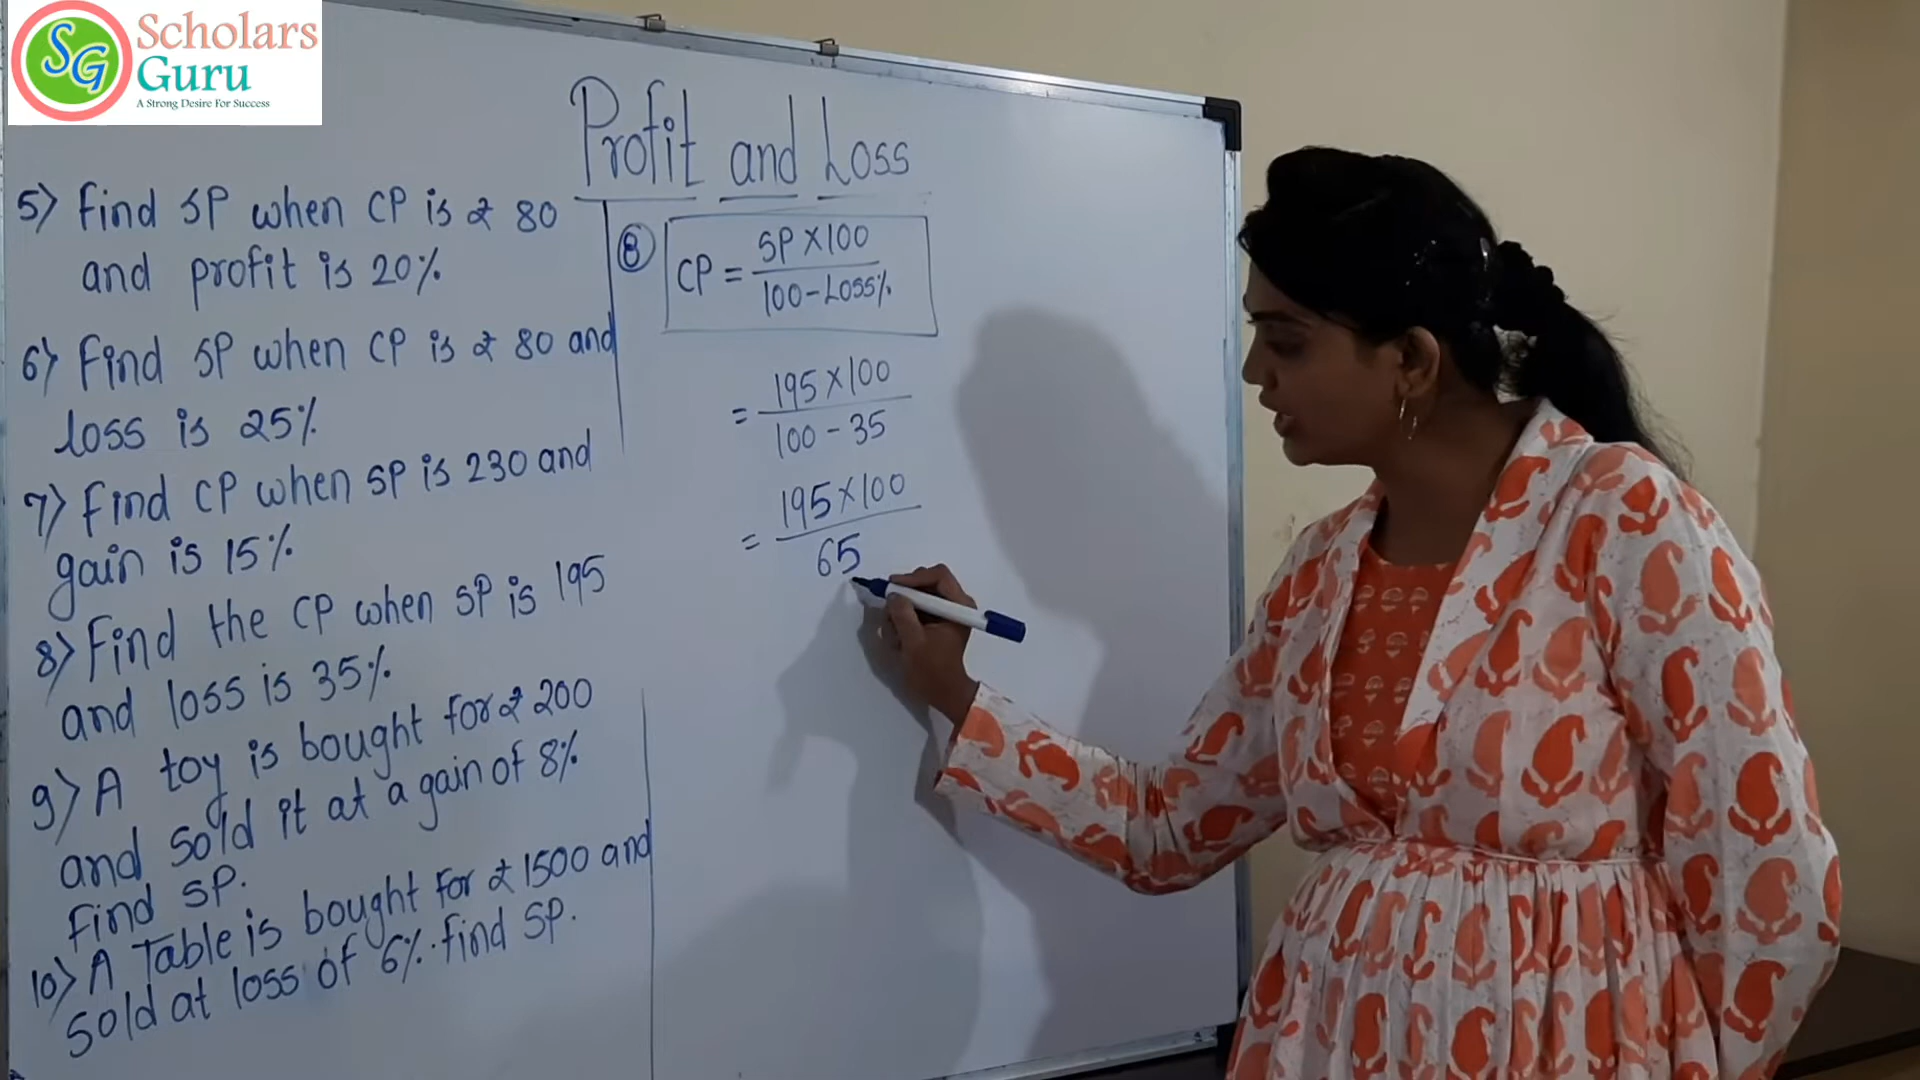 Scholars
SG
Guru
A Strong Desire For Success
Profit and Loss
5) Find SP when CP is ₹ 80
and profit is 20%
6) Find SP when CP is ₹ 80 and
loss is 25%
7) Find CP when SP is 230 and
gain is 15%
8) Find the CP when SP is 195
and loss is 35%
9) A toy is bought for ₹ 200
and sold it at a gain of 8%
Find SP.
10) A Table is bought for ₹ 1500 and
sold at loss of 6%. find SP.
8
CP = SP X 100
100 - Loss%
= 195 X 100
100 - 35
= 195 X 100
65